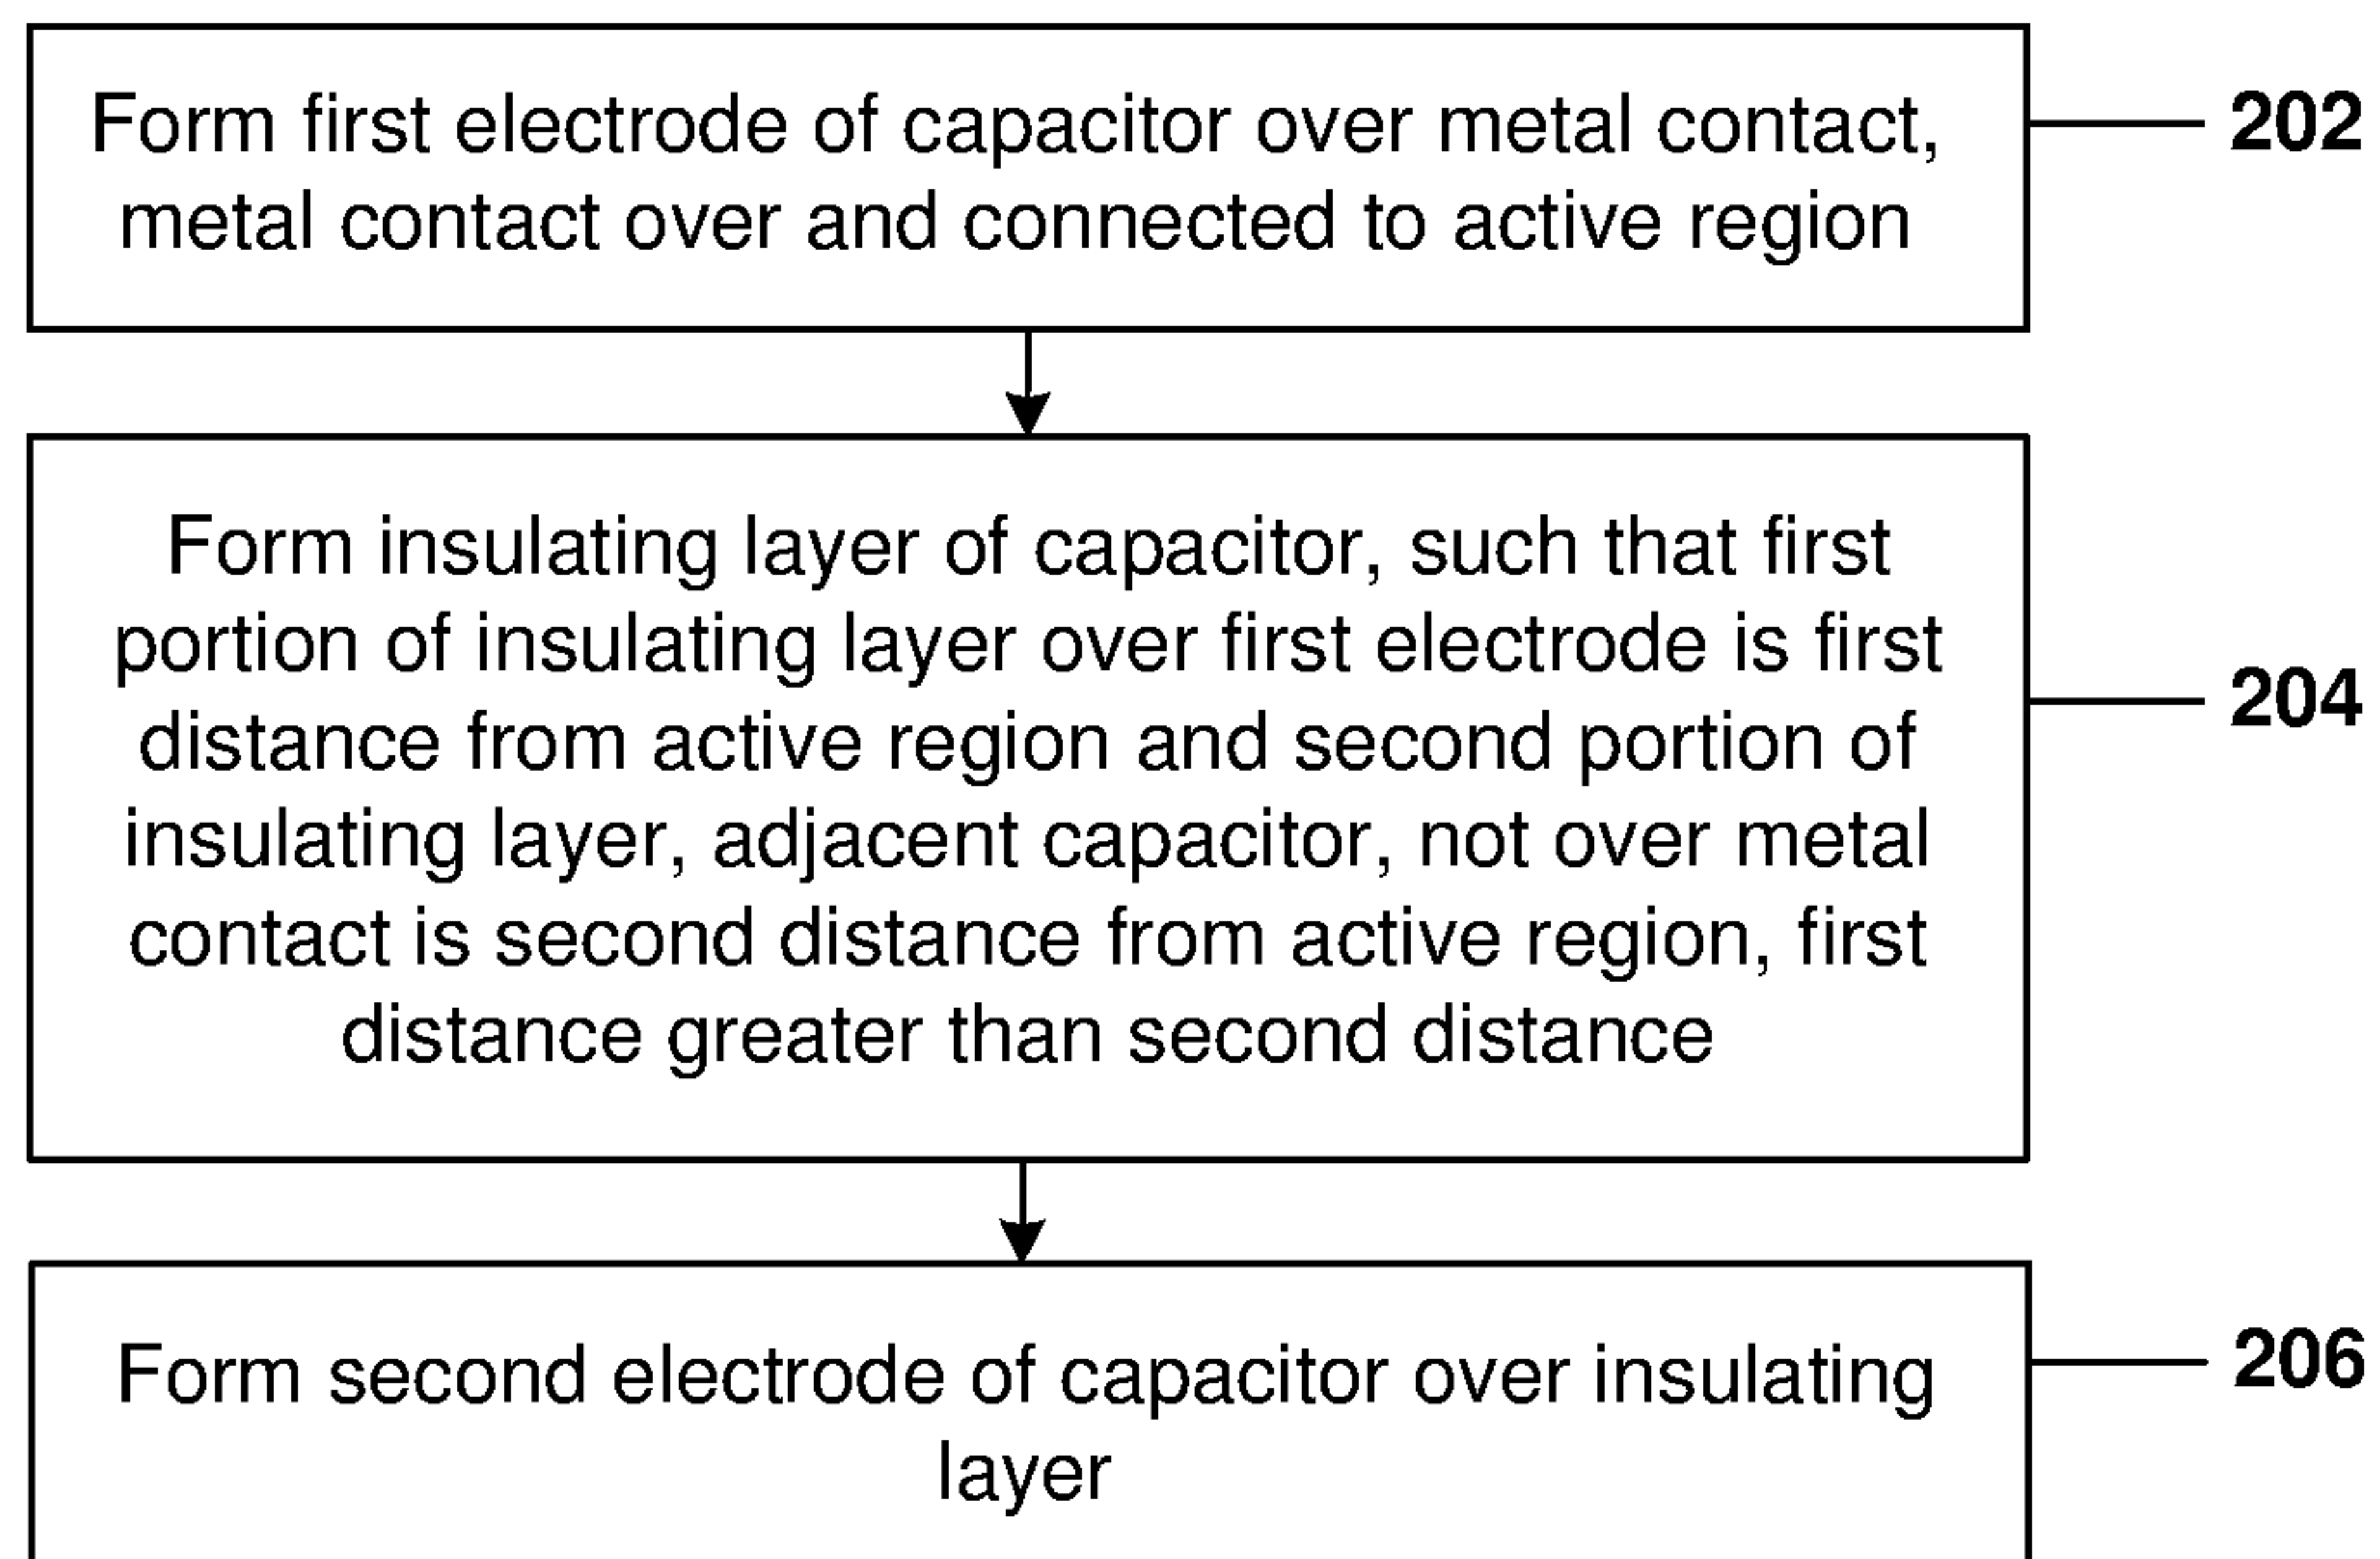 Form first electrode of capacitor over metal contact,
metal contact over and connected to active region
202
Form insulating layer of capacitor, such that first
portion of insulating layer over first electrode is first
distance from active region and second portion of
insulating layer, adjacent capacitor, not over metal
contact is second distance from active region, first
distance greater than second distance
204
Form second electrode of capacitor over insulating
layer
206